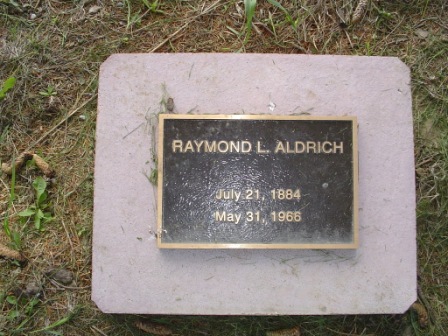 RAYMOND L. ALDRICH
July 21, 1884
May 31, 1966